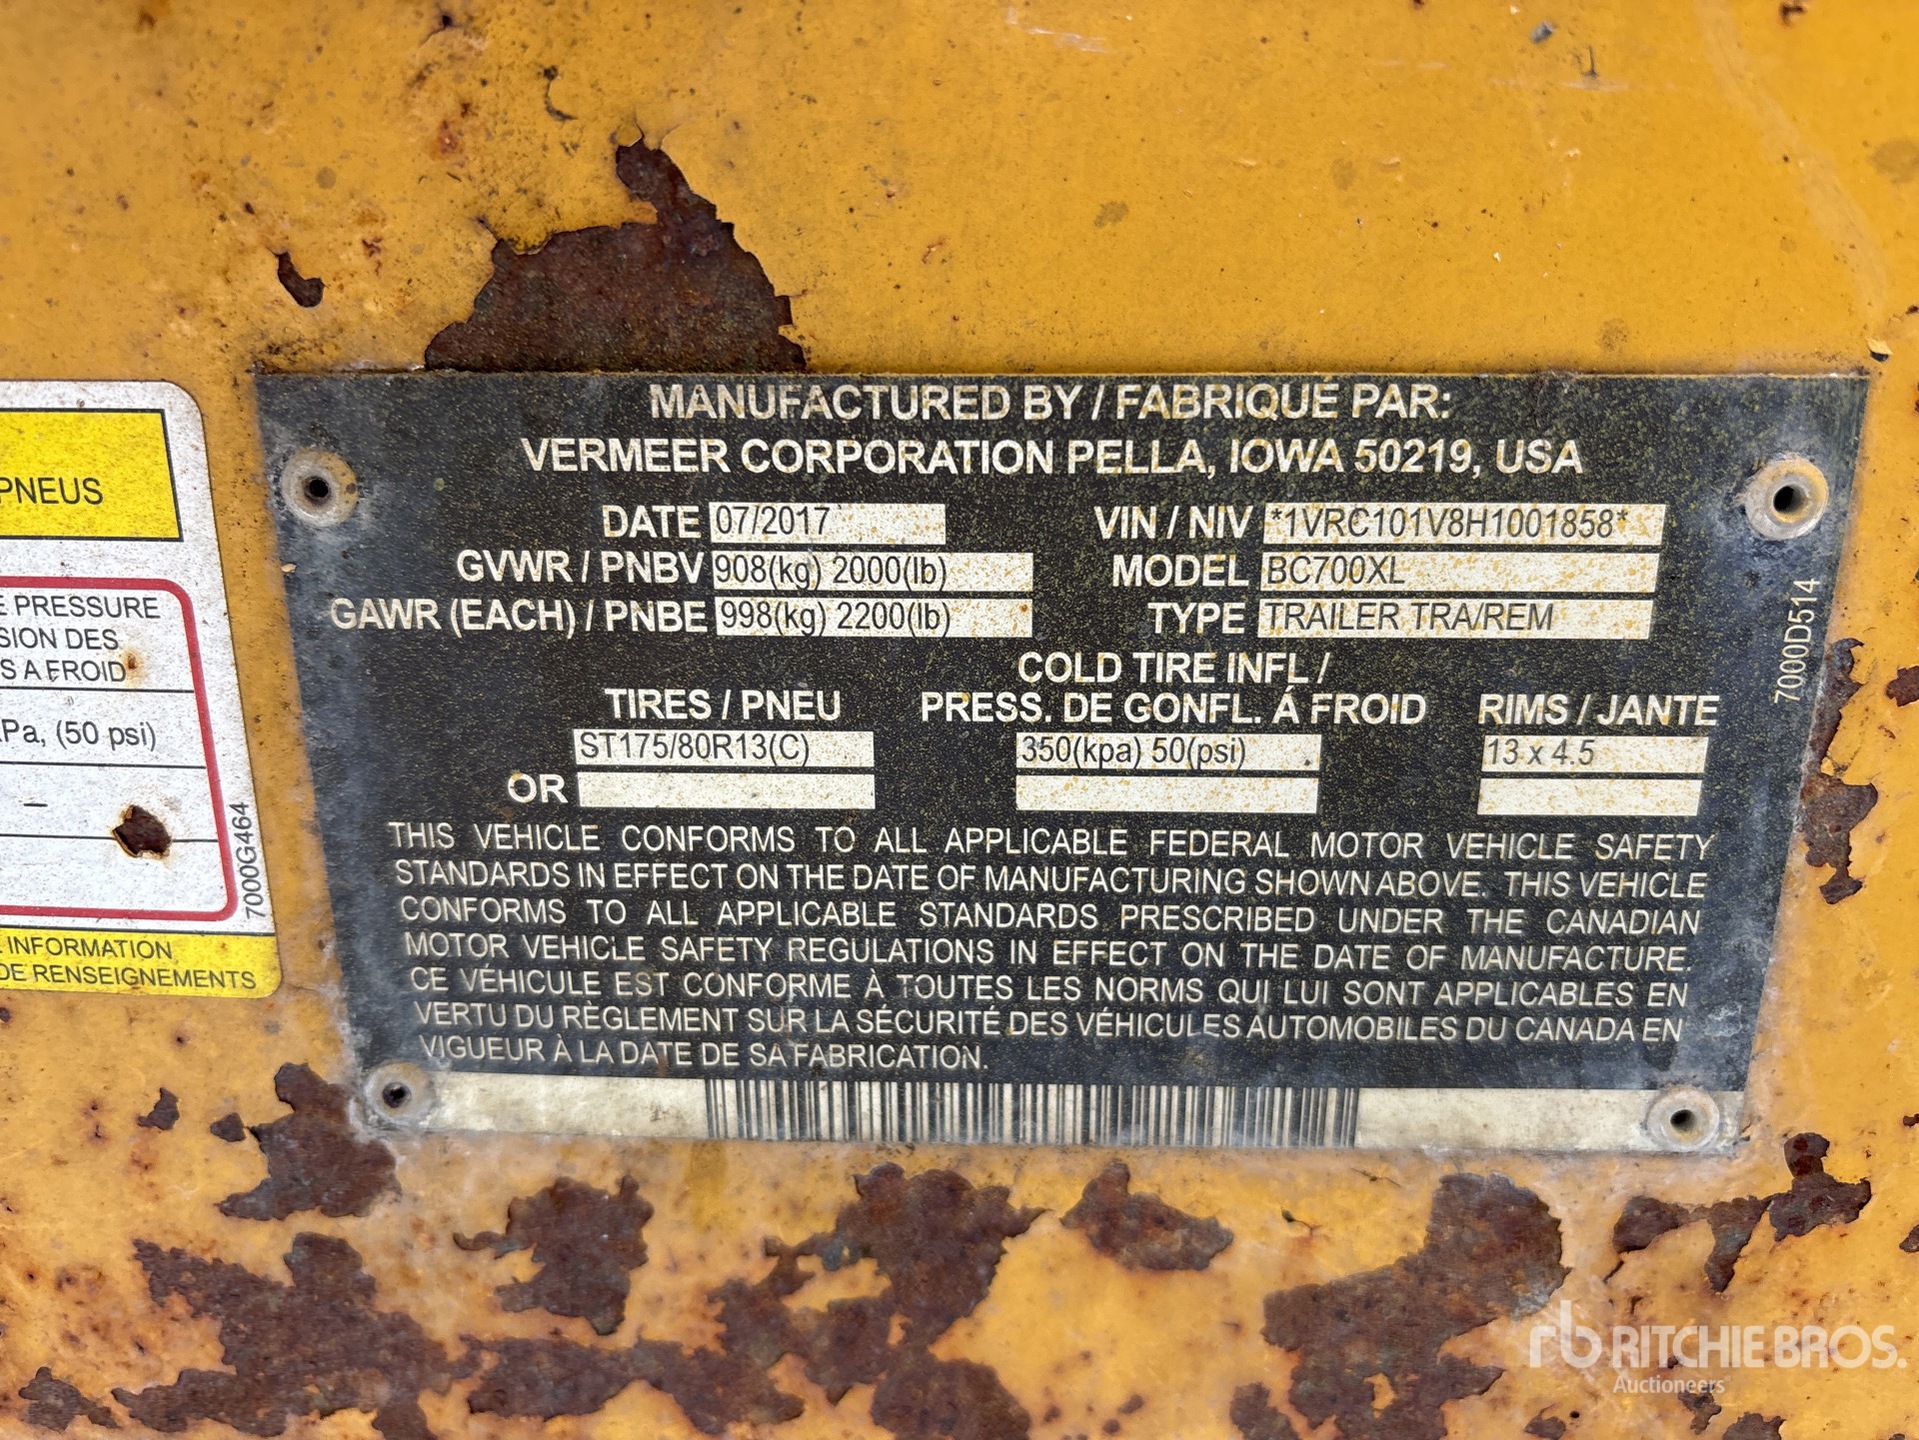 MANUFACTURED BY / FABRIQUÉ PAR:
VERMEER CORPORATION PELLA, IOWA 50219, USA
DATE 07/2017 VIN / NIV *1VRC101V8H1001858*
GVWR / PNBV 908(kg) 2000(lb) MODEL BC700XL
GAWR (EACH) / PNBE 998(kg) 2200(lb) TYPE TRAILER TRA/REM
COLD TIRE INFL /
TIRES / PNEU PRESS. DE GONFL. Á FROID RIMS / JANTE
ST175/80R13(C) 350(kpa) 50(psi) 13 x 4.5
OR
THIS VEHICLE CONFORMS TO ALL APPLICABLE FEDERAL MOTOR VEHICLE SAFETY
STANDARDS IN EFFECT ON THE DATE OF MANUFACTURING SHOWN ABOVE. THIS VEHICLE
CONFORMS TO ALL APPLICABLE STANDARDS PRESCRIBED UNDER THE CANADIAN
MOTOR VEHICLE SAFETY REGULATIONS IN EFFECT ON THE DATE OF MANUFACTURE.
CE VÉHICULE EST CONFORME À TOUTES LES NORMS QUI LUI SONT APPLICABLES EN
VERTU DU RÈGLEMENT SUR LA SÉCURITÉ DES VÉHICULES AUTOMOBILES DU CANADA EN
VIGUEUR À LA DATE DE SA FABRICATION.
700OD514
PNEUS
E PRESSURE
SION DES
S A FROID
Pa, (50 psi)
–
7000G464
INFORMATION
DE RENSEIGNEMENTS
rb RITCHIE BROS.
Auctioneers